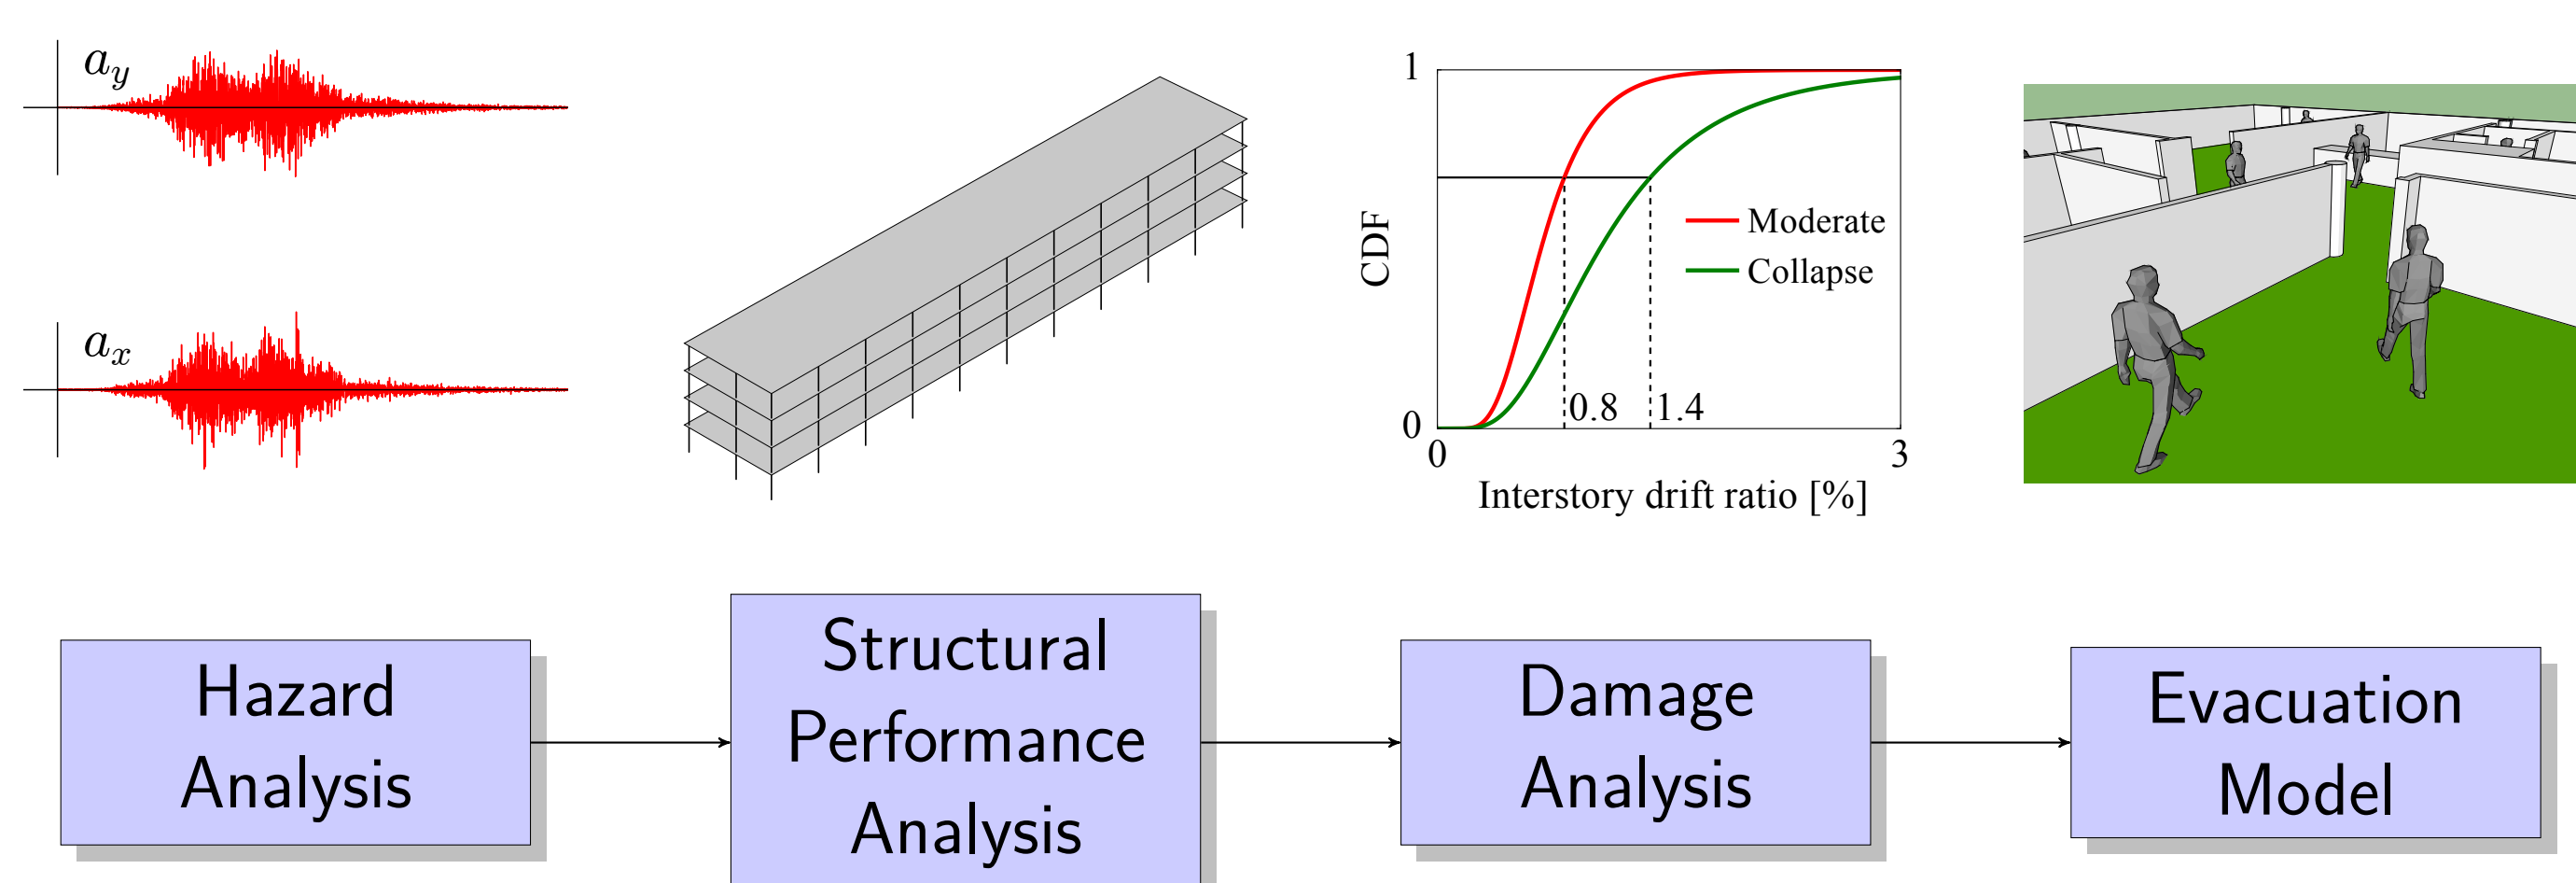 a_y
a_x
1
CDF
Moderate
Collapse
0.8
1.4
0
0
3
Interstory drift ratio [%]
Hazard
Analysis
Structural
Performance
Analysis
Damage
Analysis
Evacuation
Model